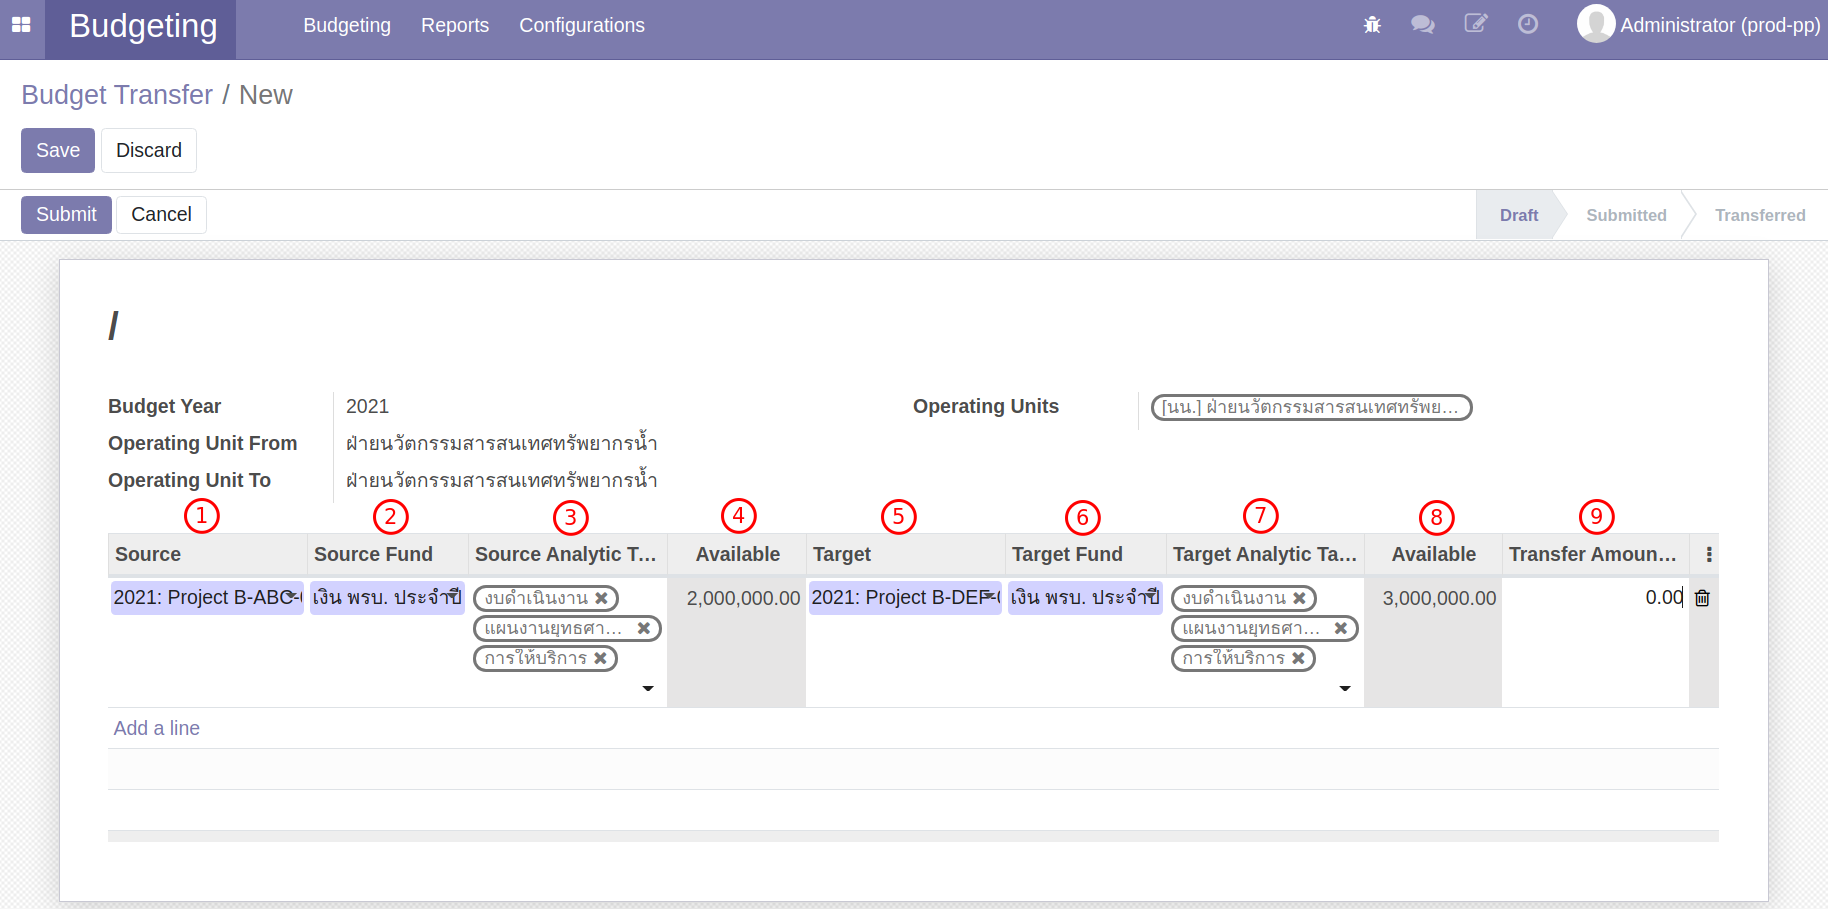 Budgeting Budgeting Reports Configurations Administrator (prod-pp)
Budget Transfer / New
Save Discard
Submit Cancel Draft Submitted Transferred
/
Budget Year 2021 Operating Units [นน.] ฝ่ายนวัตกรรมสารสนเทศทรัพย...
Operating Unit From ฝ่ายนวัตกรรมสารสนเทศทรัพยากรน้ำ
Operating Unit To ฝ่ายนวัตกรรมสารสนเทศทรัพยากรน้ำ
1 2 3 4 5 6 7 8 9
Source Source Fund Source Analytic T... Available Target Target Fund Target Analytic Ta... Available Transfer Amoun...
2021: Project B-ABC- เงิน พรบ. ประจำปี งบดำเนินงาน 2,000,000.00 2021: Project B-DEF- เงิน พรบ. ประจำปี งบดำเนินงาน 3,000,000.00 0.00
แผนงานยุทธศา... แผนงานยุทธศา...
การให้บริการ การให้บริการ
Add a line